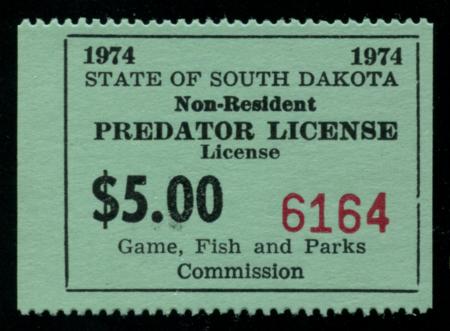 1974 1974
STATE OF SOUTH DAKOTA
Non-Resident
PREDATOR LICENSE
License
$5.00 6164
Game, Fish and Parks
Commission